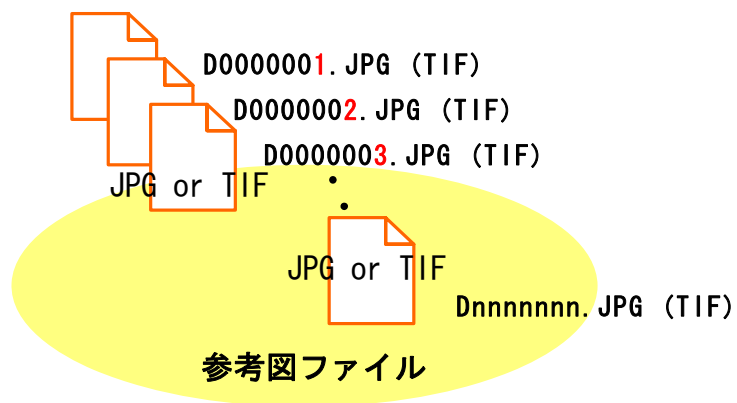 D0000001.JPG (TIF)
D0000002.JPG (TIF)
D0000003.JPG (TIF)
JPG or TIF
JPG or TIF
Dnnnnnnn.JPG (TIF)
参考図ファイル